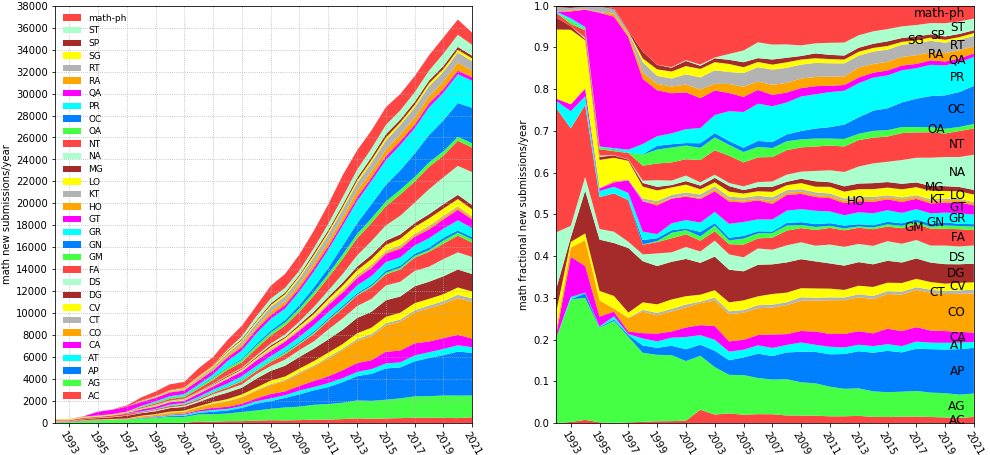 math new submissions/year
38000
36000
34000
32000
30000
28000
26000
24000
22000
20000
18000
16000
14000
12000
10000
8000
6000
4000
2000
0
math-ph
ST
SP
SG
RT
RA
QA
PR
OC
OA
NT
NA
MG
LO
KT
HO
GT
GR
GN
GM
FA
DS
DG
CV
CT
CO
CA
AT
AP
AG
AC
1993
1995
1997
1999
2001
2003
2005
2007
2009
2011
2013
2015
2017
2019
2021
math fractional new submissions/year
1.0
0.9
0.8
0.7
0.6
0.5
0.4
0.3
0.2
0.1
0.0
math-ph
ST
SP
SG
RT
RA
QA
PR
OC
OA
NT
NA
MG
LO
KT
HO
GT
GR
GN
GM
FA
DS
DG
CV
CT
CO
CA
AT
AP
AG
AC
1993
1995
1997
1999
2001
2003
2005
2007
2009
2011
2013
2015
2017
2019
2021